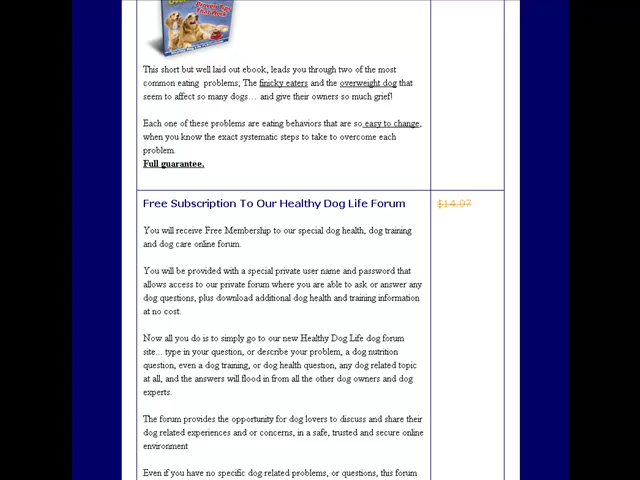 Proven Tips
That Work
This short but well laid out ebook, leads you through two of the most
common eating  problems; The finicky eaters and the overweight dog that
seem to affect so many dogs… and give their owners so much grief!
Each one of these problems are eating behaviors that are so easy to change,
when you know the exact systematic steps to take to overcome each
problem.
Full guarantee.
Free Subscription To Our Healthy Dog Life Forum
$14.97
You will receive Free Membership to our special dog health, dog training
and dog care online forum.
You will be provided with a special private user name and password that
allows access to our private forum where you are able to ask or answer any
dog questions, plus download additional dog health and training information
at no cost.
Now all you do is to simply go to our new Healthy Dog Life dog forum
site... type in your question, or describe your problem, a dog nutrition
question, even a dog training, or dog health question, any dog related topic
at all, and the answers will flood in from all the other dog owners and dog
experts.
The forum provides the opportunity for dog lovers to discuss and share their
dog related experiences and or concerns, in a safe, trusted and secure online
environment
Even if you have no specific dog related problems, or questions, this forum